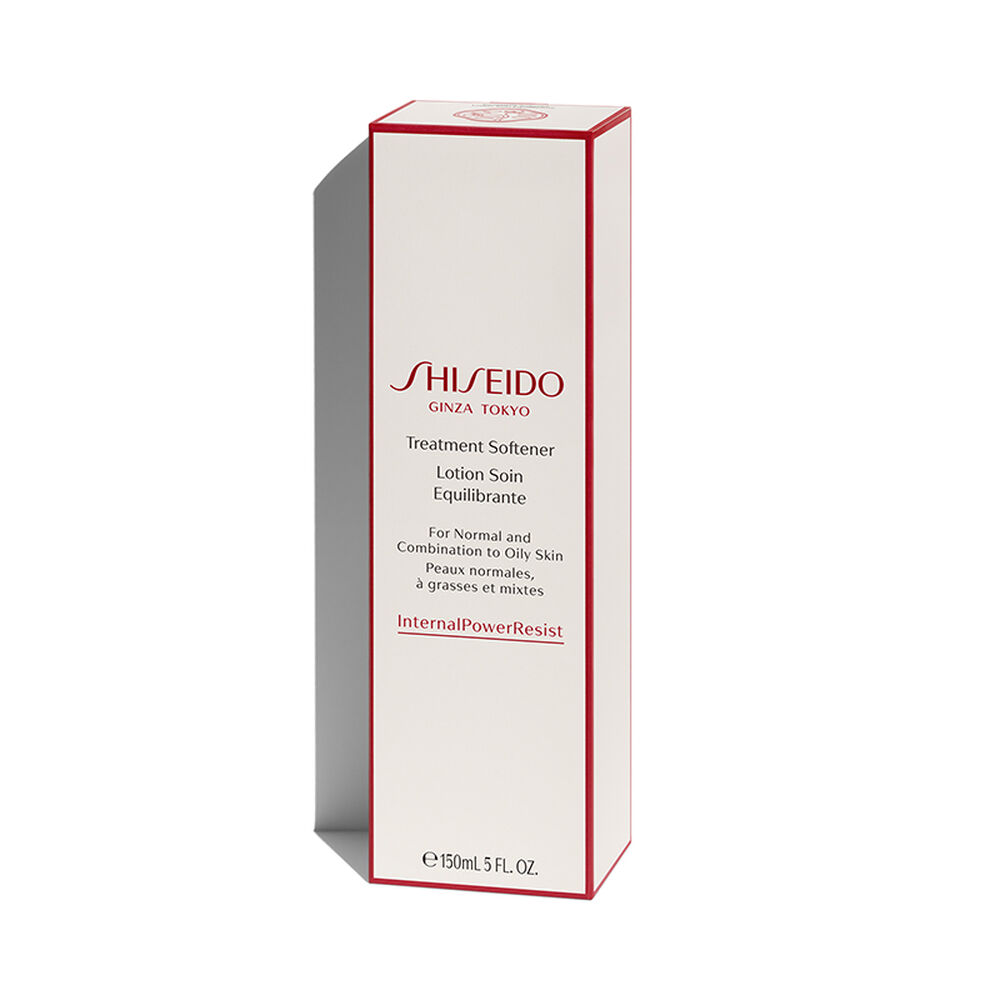 SHISEIDO
GINZA TOKYO
Treatment Softener
Lotion Soin
Equilibrante
For Normal and
Combination to Oily Skin
Peaux normales,
à grasses et mixtes
InternalPowerResist
℮150mL 5 FL. OZ.